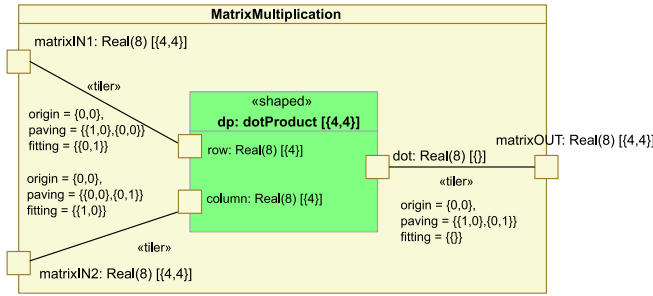 MatrixMultiplication
matrixIN1: Real(8) [{4,4}]
«tiler»
origin = {0,0},
paving = {{1,0},{0,0}}
fitting = {{0,1}}
«shaped»
dp: dotProduct [{4,4}]
row: Real(8) [{4}]
column: Real(8) [{4}]
origin = {0,0},
paving = {{0,0},{0,1}}
fitting = {{1,0}}
«tiler»
matrixIN2: Real(8) [{4,4}]
dot: Real(8) [{}]
matrixOUT: Real(8) [{4,4}]
«tiler»
origin = {0,0},
paving = {{1,0},{0,1}}
fitting = {{}}